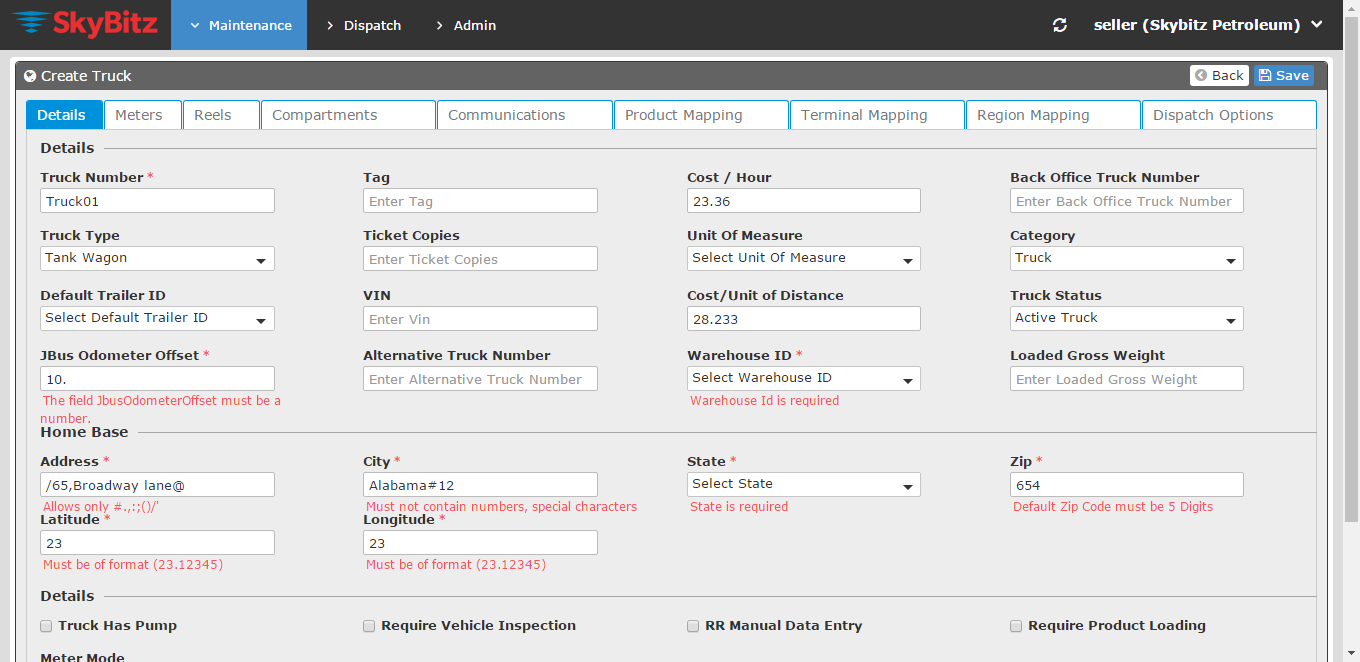 SkyBitz Maintenance Dispatch Admin seller (Skybitz Petroleum)
Create Truck Back Save
Details Meters Reels Compartments Communications Product Mapping Terminal Mapping Region Mapping Dispatch Options
Details
Truck Number * Tag Cost / Hour Back Office Truck Number
Truck01 Enter Tag 23.36 Enter Back Office Truck Number
Truck Type Ticket Copies Unit Of Measure Category
Tank Wagon Enter Ticket Copies Select Unit Of Measure Truck
Default Trailer ID VIN Cost/Unit of Distance Truck Status
Select Default Trailer ID Enter Vin 28.233 Active Truck
JBus Odometer Offset * Alternative Truck Number Warehouse ID * Loaded Gross Weight
10. Enter Alternative Truck Number Select Warehouse ID Enter Loaded Gross Weight
The field JbusOdometerOffset must be a Warehouse Id is required
number.
Home Base
Address * City * State * Zip *
/65,Broadway lane@ Alabama#12 Select State 654
Allows only #.,:;()/' Must not contain numbers, special characters State is required Default Zip Code must be 5 Digits
Latitude * Longitude *
23 23
Must be of format (23.12345) Must be of format (23.12345)
Details
Truck Has Pump Require Vehicle Inspection RR Manual Data Entry Require Product Loading
Meter Mode